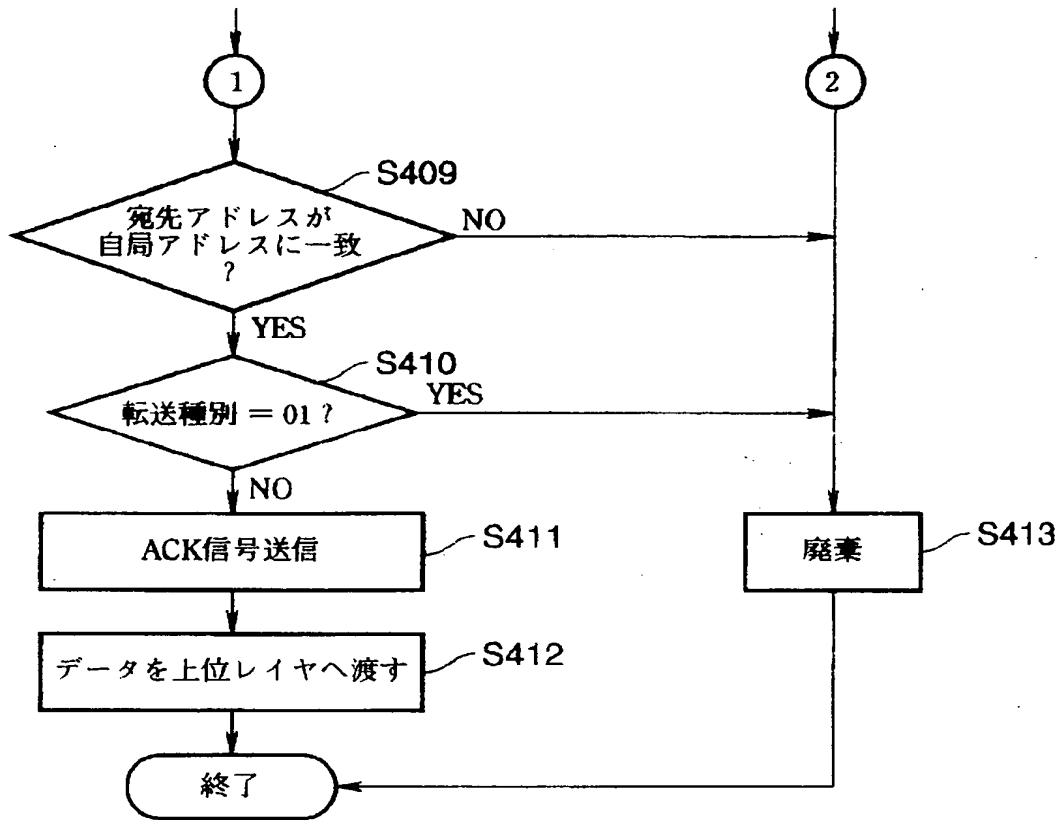 1
2
S409
宛先アドレスが
自局アドレスに一致
?
NO
YES
S410
転送種別 = 01 ?
YES
NO
ACK信号送信
S411
廃棄
S413
データを上位レイヤへ渡す
S412
終了